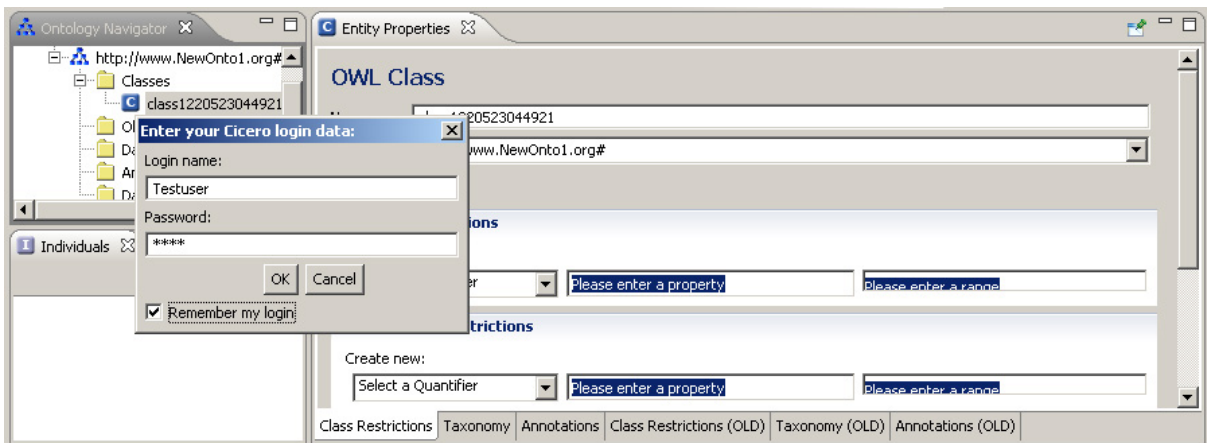 Ontology Navigator
http://www.NewOnto1.org#
Classes
class1220523044921
Da
Individuals
Enter your Cicero login data:
Login name:
Testuser
Password:
****
OK
Cancel
Remember my login
Entity Properties
OWL Class
1220523044921
www.NewOnto1.org#
ions
er
Please enter a property
Please enter a range
trictions
Create new:
Select a Quantifier
Please enter a property
Please enter a range
Class Restrictions
Taxonomy
Annotations
Class Restrictions (OLD)
Taxonomy (OLD)
Annotations (OLD)